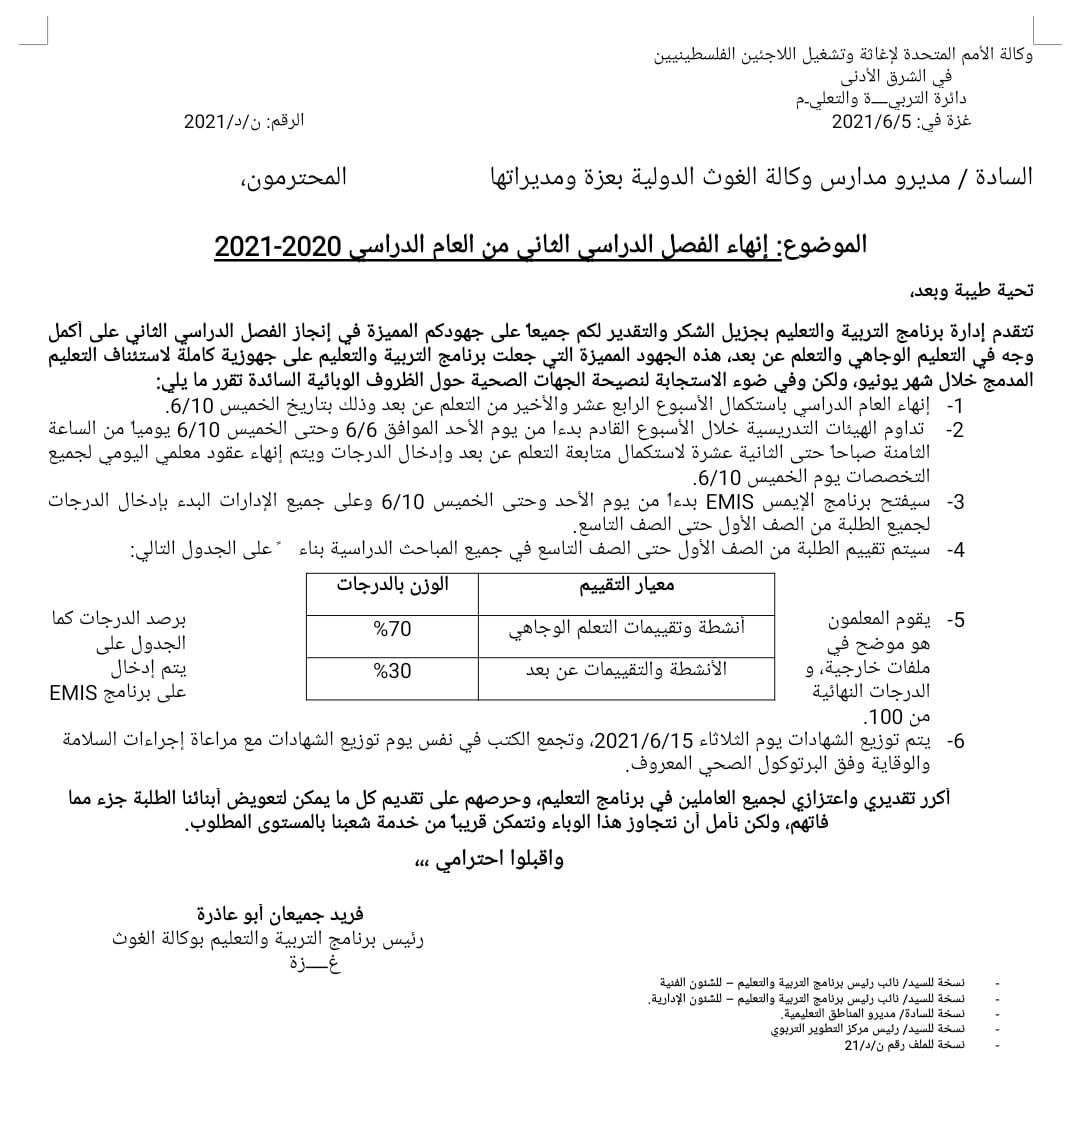 وكالة الأمم المتحدة لإغاثة وتشغيل اللاجئين الفلسطينيين
في الشرق الأدنى
دائرة التربيـــة والتعليـم
غزة في: 2021/6/5 الرقم: ن/د/2021
السادة / مديرو مدارس وكالة الغوث الدولية بعزة ومديراتها المحترمون،
الموضوع: إنهاء الفصل الدراسي الثاني من العام الدراسي 2020-2021
تحية طيبة وبعد،
تتقدم إدارة برنامج التربية والتعليم بجزيل الشكر والتقدير لكم جميعاً على جهودكم المميزة في إنجاز الفصل الدراسي الثاني على أكمل
وجه في التعليم الوجاهي والتعلم عن بعد، هذه الجهود المميزة التي جعلت برنامج التربية والتعليم على جهوزية كاملة لاستئناف التعليم
المدمج خلال شهر يونيو، ولكن وفي ضوء الاستجابة لنصيحة الجهات الصحية حول الظروف الوبائية السائدة تقرر ما يلي:
1- إنهاء العام الدراسي باستكمال الأسبوع الرابع عشر والأخير من التعلم عن بعد وذلك بتاريخ الخميس 6/10.
2- تداوم الهيئات التدريسية خلال الأسبوع القادم بدءا من يوم الأحد الموافق 6/6 وحتى الخميس 6/10 يومياً من الساعة
الثامنة صباحاً حتى الثانية عشرة لاستكمال متابعة التعلم عن بعد وإدخال الدرجات ويتم إنهاء عقود معلمي اليومي لجميع
التخصصات يوم الخميس 6/10.
3- سيفتح برنامج الإيمس EMIS بدءاً من يوم الأحد وحتى الخميس 6/10 وعلى جميع الإدارات البدء بإدخال الدرجات
لجميع الطلبة من الصف الأول حتى الصف التاسع.
4- سيتم تقييم الطلبة من الصف الأول حتى الصف التاسع في جميع المباحث الدراسية بناء ً على الجدول التالي:
معيار التقييم الوزن بالدرجات
أنشطة وتقييمات التعلم الوجاهي 70%
الأنشطة والتقييمات عن بعد 30%
5- يقوم المعلمون برصد الدرجات كما
هو موضح في الجدول على
ملفات خارجية، و يتم إدخال
الدرجات النهائية على برنامج EMIS
من 100.
6- يتم توزيع الشهادات يوم الثلاثاء 2021/6/15، وتجمع الكتب في نفس يوم توزيع الشهادات مع مراعاة إجراءات السلامة
والوقاية وفق البرتوكول الصحي المعروف.
أكرر تقديري واعتزازي لجميع العاملين في برنامج التعليم، وحرصهم على تقديم كل ما يمكن لتعويض أبنائنا الطلبة جزء مما
فاتهم، ولكن نأمل أن نتجاوز هذا الوباء ونتمكن قريباً من خدمة شعبنا بالمستوى المطلوب.
واقبلوا احترامي ،،،
فريد جميعان أبو عاذرة
رئيس برنامج التربية والتعليم بوكالة الغوث
غــــزة
- نسخة للسيد/ نائب رئيس برنامج التربية والتعليم – للشئون الفنية
- نسخة للسيد/ نائب رئيس برنامج التربية والتعليم – للشئون الإدارية.
- نسخة للسادة/ مديرو المناطق التعليمية.
- نسخة للسيد/ رئيس مركز التطوير التربوي
- نسخة للملف رقم ن/د/21